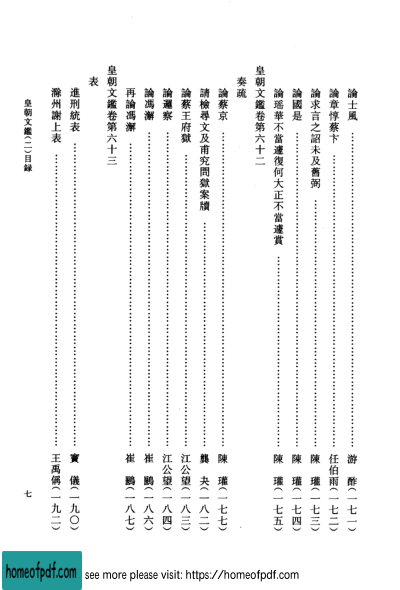 論士風……游　酢(一七一)
論章惇蔡卞……任伯雨(一七二)
論求言之詔未及舊弼……陳　瓘(一七三)
論國是……陳　瓘(一七四)
論瑶華不當遽復何大正不當遽賞……陳　瓘(一七五)
皇朝文鑑卷第六十二
奏疏
論蔡京……陳　瓘(一七七)
請檢尋文及甫究問獄案牘……龔　夬(一八二)
論蔡王府獄……江公望(一八三)
論邏察……江公望(一八四)
論馮澥……崔　鶠(一八六)
再論馮澥……崔　鶠(一八七)
皇朝文鑑卷第六十三
表
進刑統表……竇　儀(一九〇)
滁州謝上表……王禹偁(一九二)
皇朝文鑑(二)目録
七
homeofpdf.com
see more please visit: https://homeofpdf.com